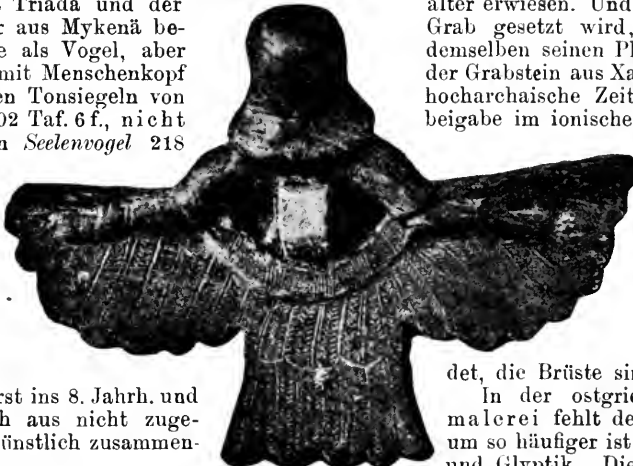 Triada und der
aus Mykenä be-
e als Vogel, aber
mit Menschenkopf
en Tonsiegeln von
02 Taf. 6 f., nicht
Seelenvogel 218
rst ins 8. Jahrh. und
h aus nicht zuge-
ünstlich zusammen-
alter erwiesen. Und
Grab gesetzt wird,
demselben seinen Pl
der Grabstein aus Xa
hocharchaische Zeit
beigabe im ionische
det, die Brüste sin
In der ostgrie
malerei fehlt de
um so häufiger ist
und Glyptik. Die